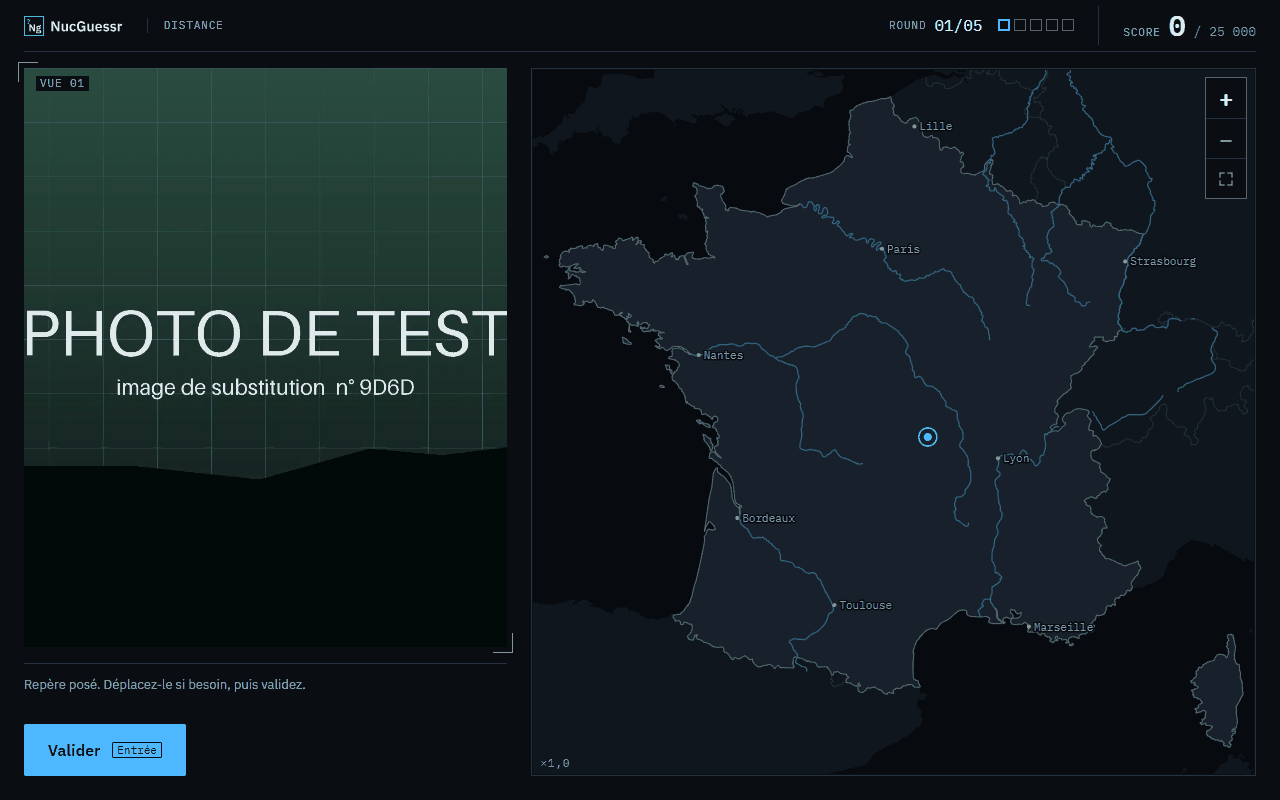 Ng NucGuessr
DISTANCE
ROUND 01/05
SCORE 0 / 25 000
VUE 01
PHOTO DE TEST
image de substitution n° 9D6D
Repère posé. Déplacez-le si besoin, puis validez.
Valider Entrée
+
−
Lille
Paris
Strasbourg
Nantes
Lyon
Bordeaux
Toulouse
Marseille
×1,0